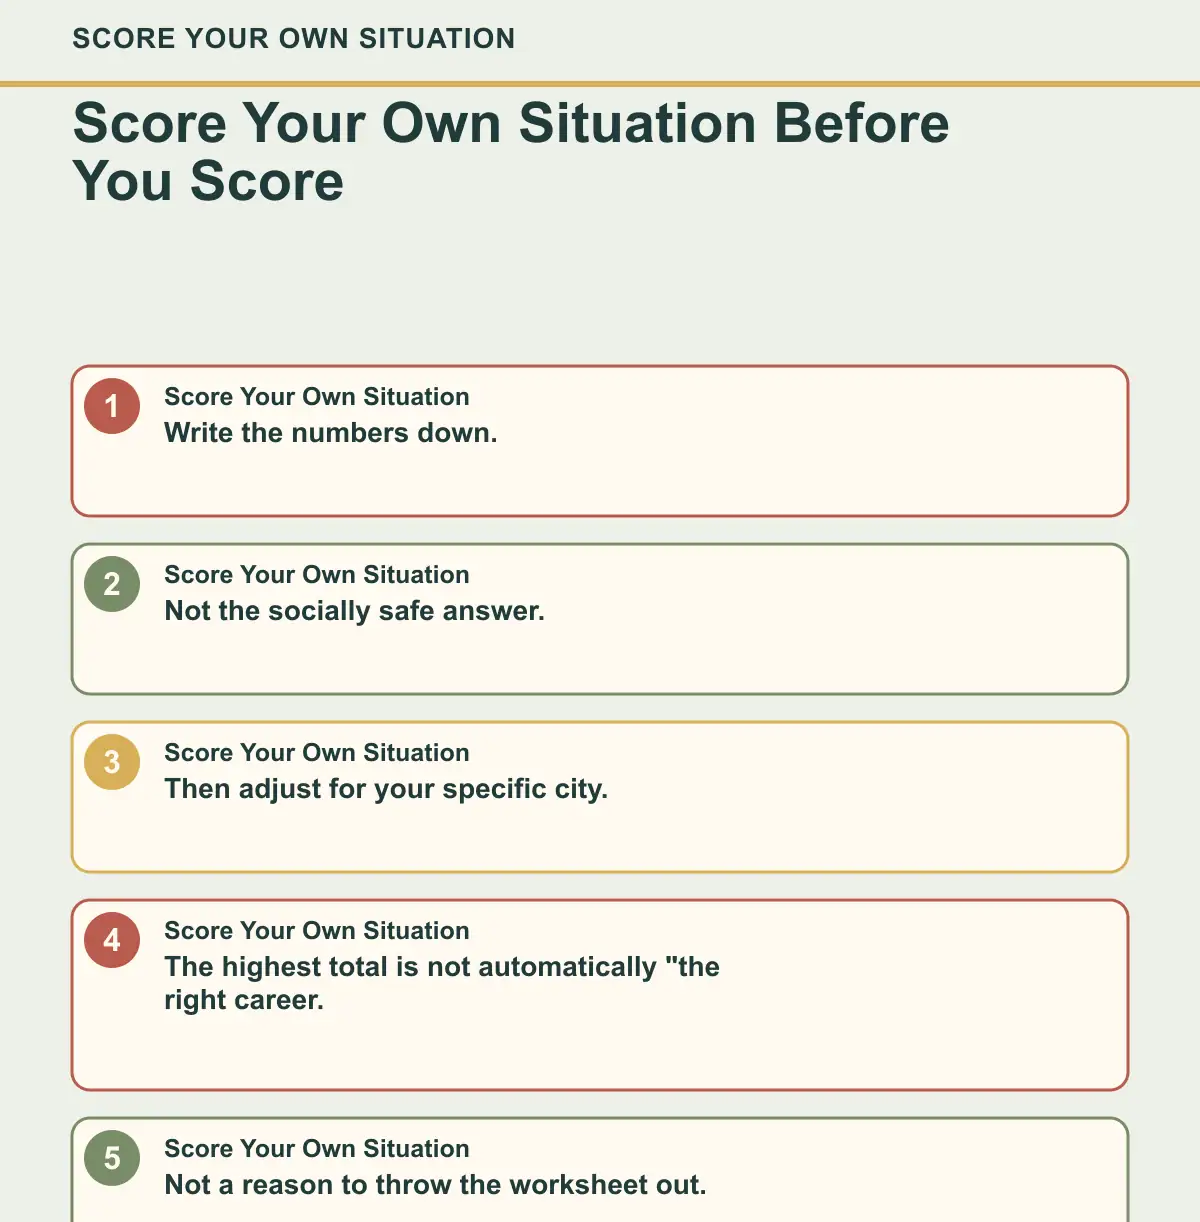 SCORE YOUR OWN SITUATION
Score Your Own Situation Before
You Score
1
Score Your Own Situation
Write the numbers down.
2
Score Your Own Situation
Not the socially safe answer.
3
Score Your Own Situation
Then adjust for your specific city.
4
Score Your Own Situation
The highest total is not automatically "the
right career.
5
Score Your Own Situation
Not a reason to throw the worksheet out.